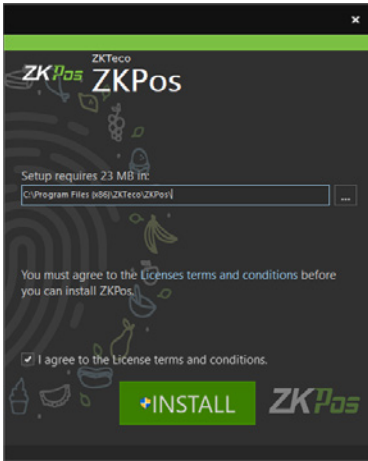 ×
ZKTeco
ZKPos ZKPos
Setup requires 23 MB in:
C:\Program Files (x86)\ZKTeco\ZKPos\
...
You must agree to the Licenses terms and conditions before
you can install ZKPos.
I agree to the License terms and conditions.
INSTALL ZKPos